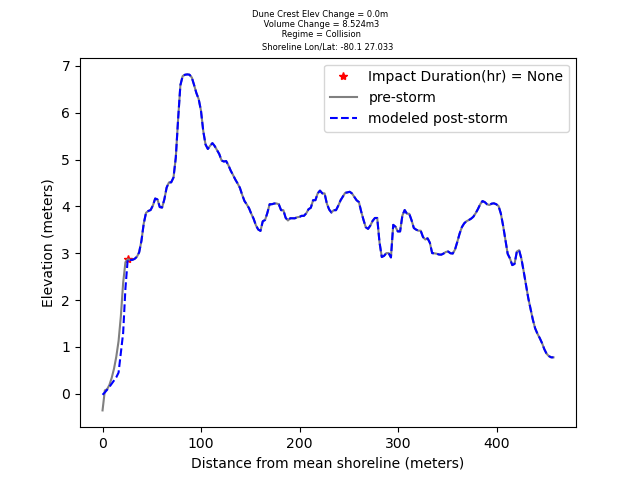 Dune Crest Elev Change = 0.0m
Volume Change = 8.524m3
Regime = Collision
Shoreline Lon/Lat: -80.1 27.033
Impact Duration(hr) = None
pre-storm
modeled post-storm
Elevation (meters)
7
6
5
4
3
2
1
0
0 100 200 300 400
Distance from mean shoreline (meters)